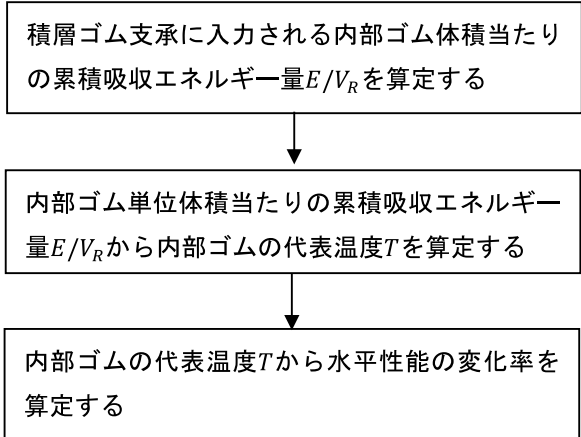 積層ゴム支承に入力される内部ゴム体積当たり
の累積吸収エネルギー量E/V_Rを算定する
内部ゴム単位体積当たりの累積吸収エネルギー
量E/V_Rから内部ゴムの代表温度Tを算定する
内部ゴムの代表温度Tから水平性能の変化率を
算定する